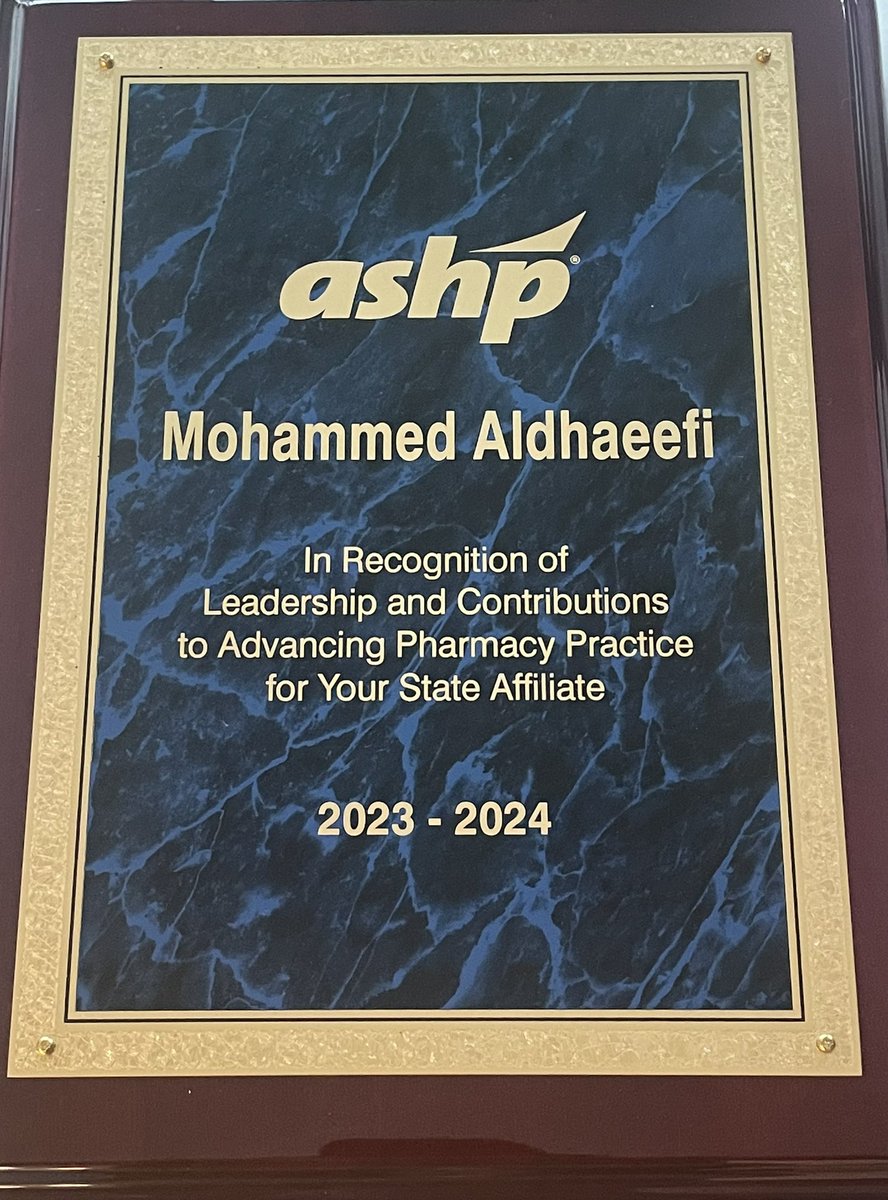 ashp®
Mohammed Aldhaeefi
In Recognition of
Leadership and Contributions
to Advancing Pharmacy Practice
for Your State Affiliate
2023 - 2024